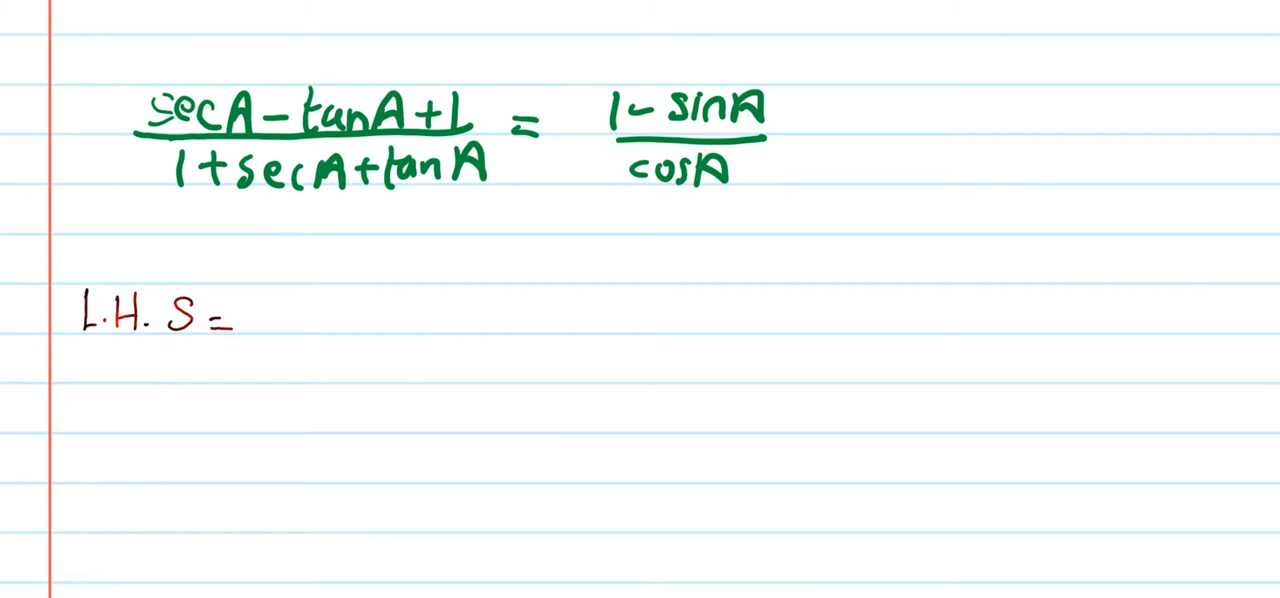 secA - tanA + 1 = 1 - sinA
1 + secA + tanA cosA
L.H. S =